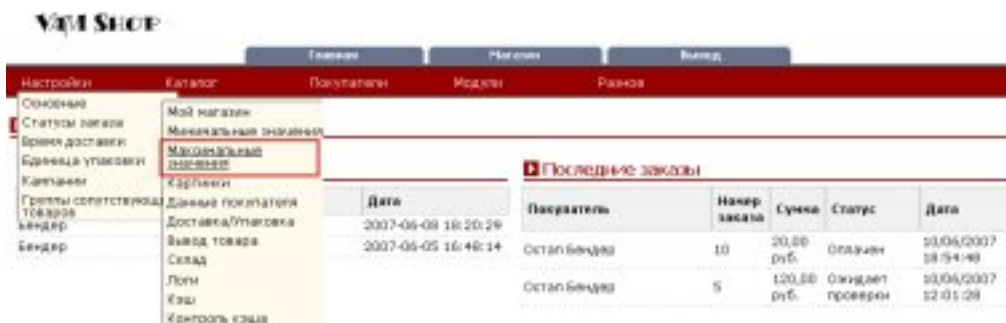 VaM Shop
Главная Магазин Выход
Настройки Каталог Покупатели Модули Разное
Основные
Статусы заказа
Время доставки
Единица упаковки
Кампании
Группы сопутствующ
товаров
Мой магазин
Минимальные значения
Максимальные
значения
Картинки
Данные покупателя
Доставка/Упаковка
Вывод товара
Склад
Логи
Кэш
Контроль кэша
Дата
Бендер 2007-06-08 18:20:29
Бендер 2007-06-05 16:48:14
Последние заказы
Покупатель Номер заказа Сумма Статус Дата
Остап Бендер 10 20,00 руб. Оплачен 10/06/2007 18:54:48
Остап Бендер 5 120,00 руб. Ожидает проверки 10/06/2007 12:01:28